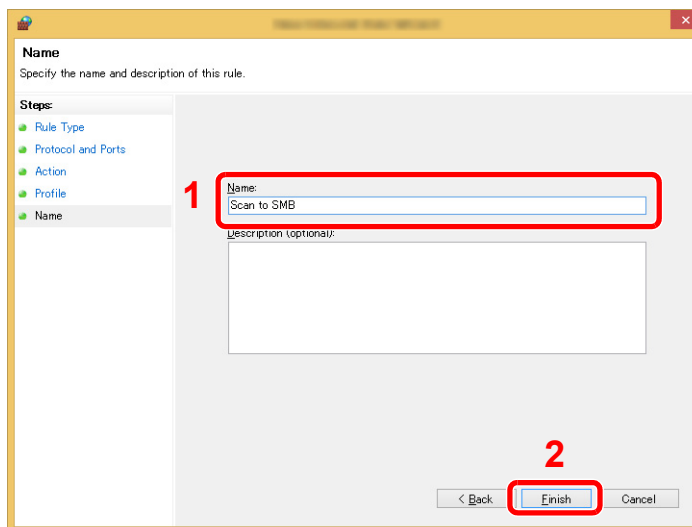 Name
Specify the name and description of this rule.
Steps:
Rule Type
Protocol and Ports
Action
Profile
Name
1
Name:
Scan to SMB
Description (optional):
2
< Back
Finish
Cancel